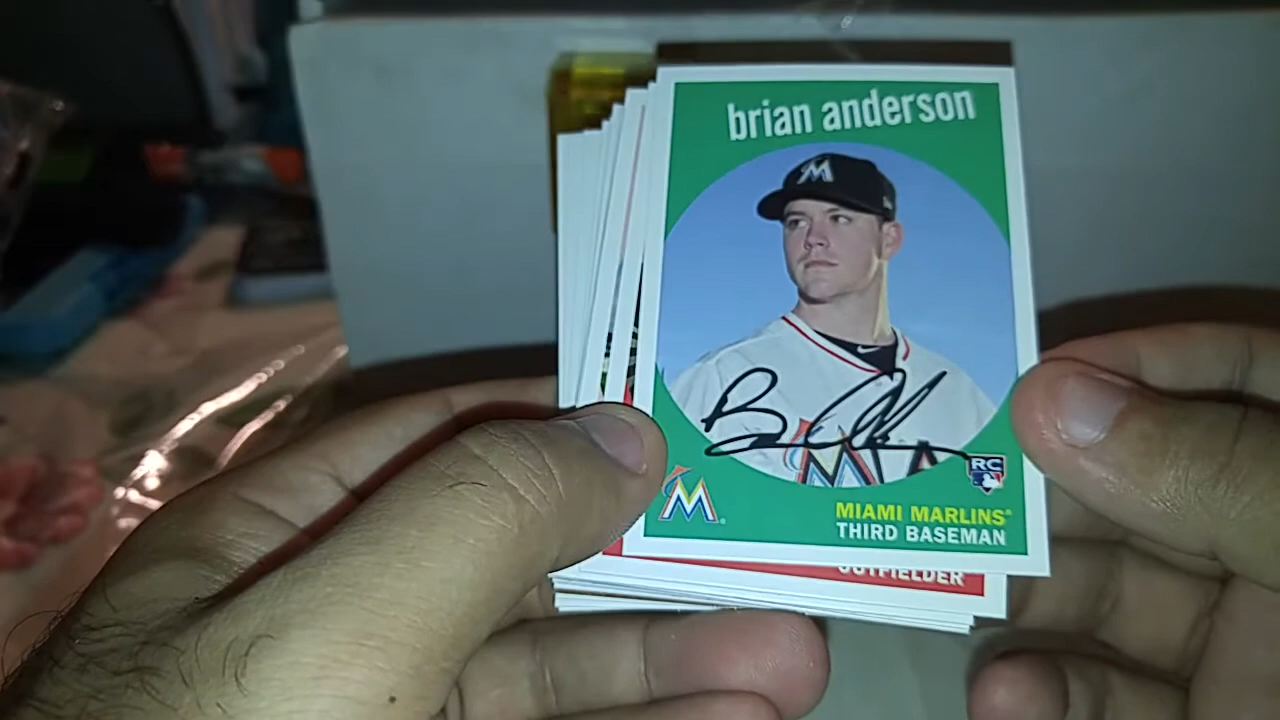 brian anderson
M
B A
RC
M
MIAMI MARLINS®
THIRD BASEMAN
OUTFIELDER